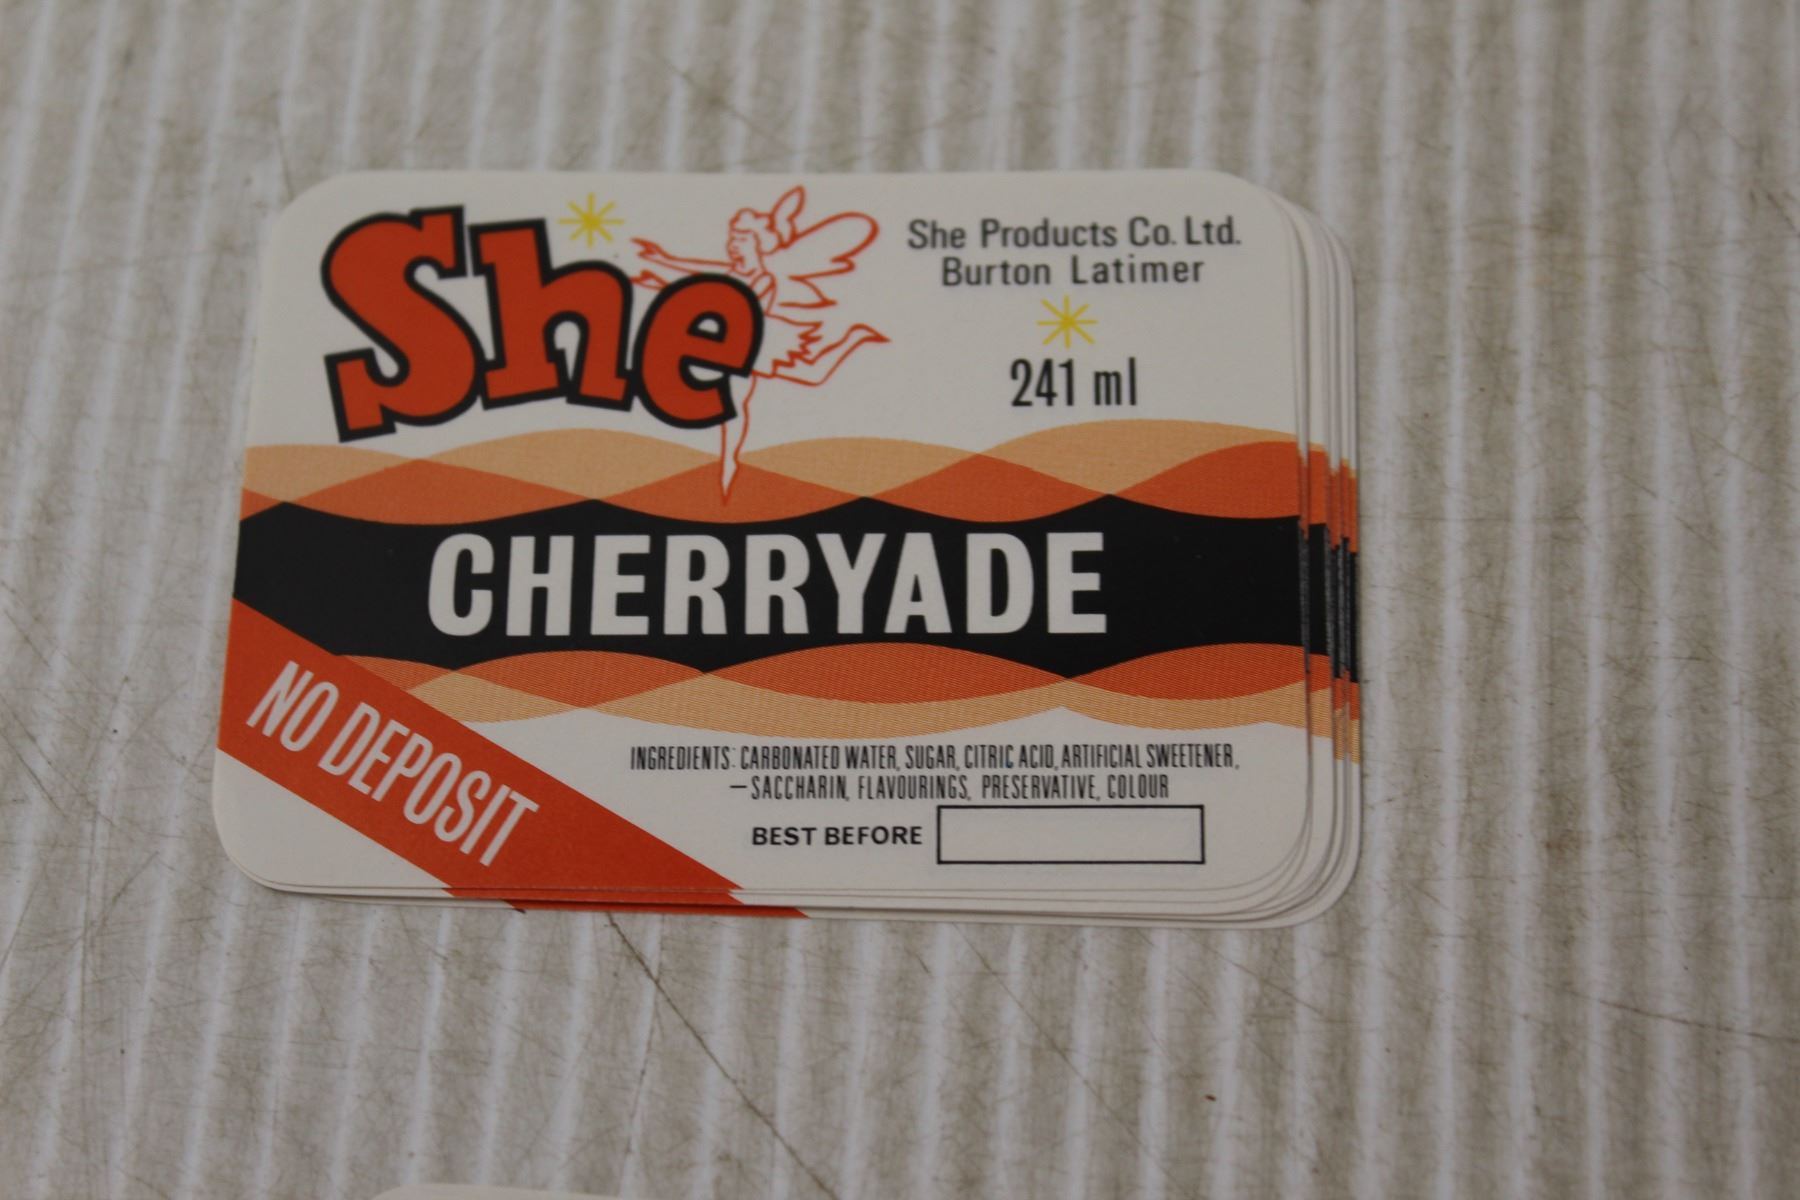 She
She Products Co. Ltd.
Burton Latimer
241 ml
CHERRYADE
NO DEPOSIT
INGREDIENTS: CARBONATED WATER, SUGAR, CITRIC ACID, ARTIFICIAL SWEETENER,
— SACCHARIN, FLAVOURINGS, PRESERVATIVE, COLOUR
BEST BEFORE